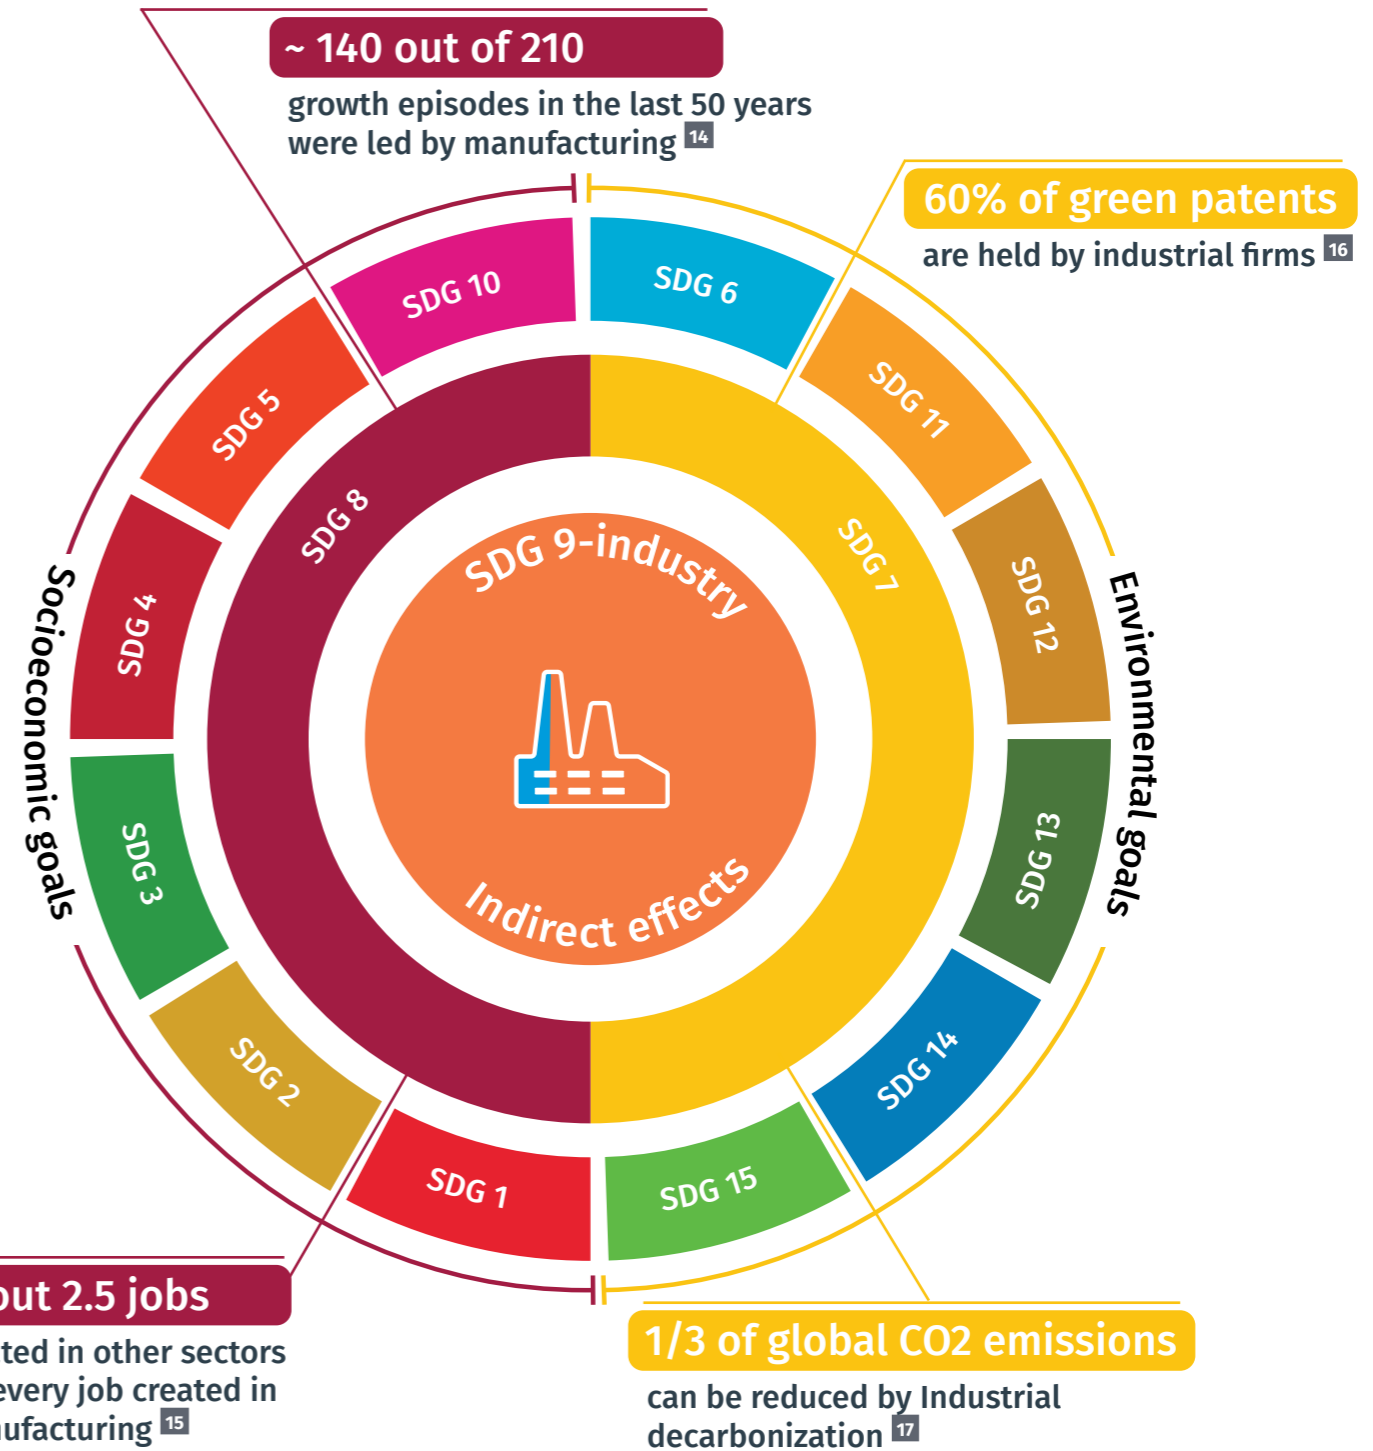 ~ 140 out of 210
growth episodes in the last 50 years
were led by manufacturing 14
60% of green patents
are held by industrial firms 16
SDG 10
SDG 6
SDG 5
SDG 11
SDG 4
SDG 12
SDG 3
SDG 13
SDG 2
SDG 14
SDG 1
SDG 15
SDG 8
SDG 7
SDG 9-industry
Indirect effects
Socioeconomic goals
Environmental goals
out 2.5 jobs
ted in other sectors
every job created in
nufacturing 15
1/3 of global CO2 emissions
can be reduced by Industrial
decarbonization 17